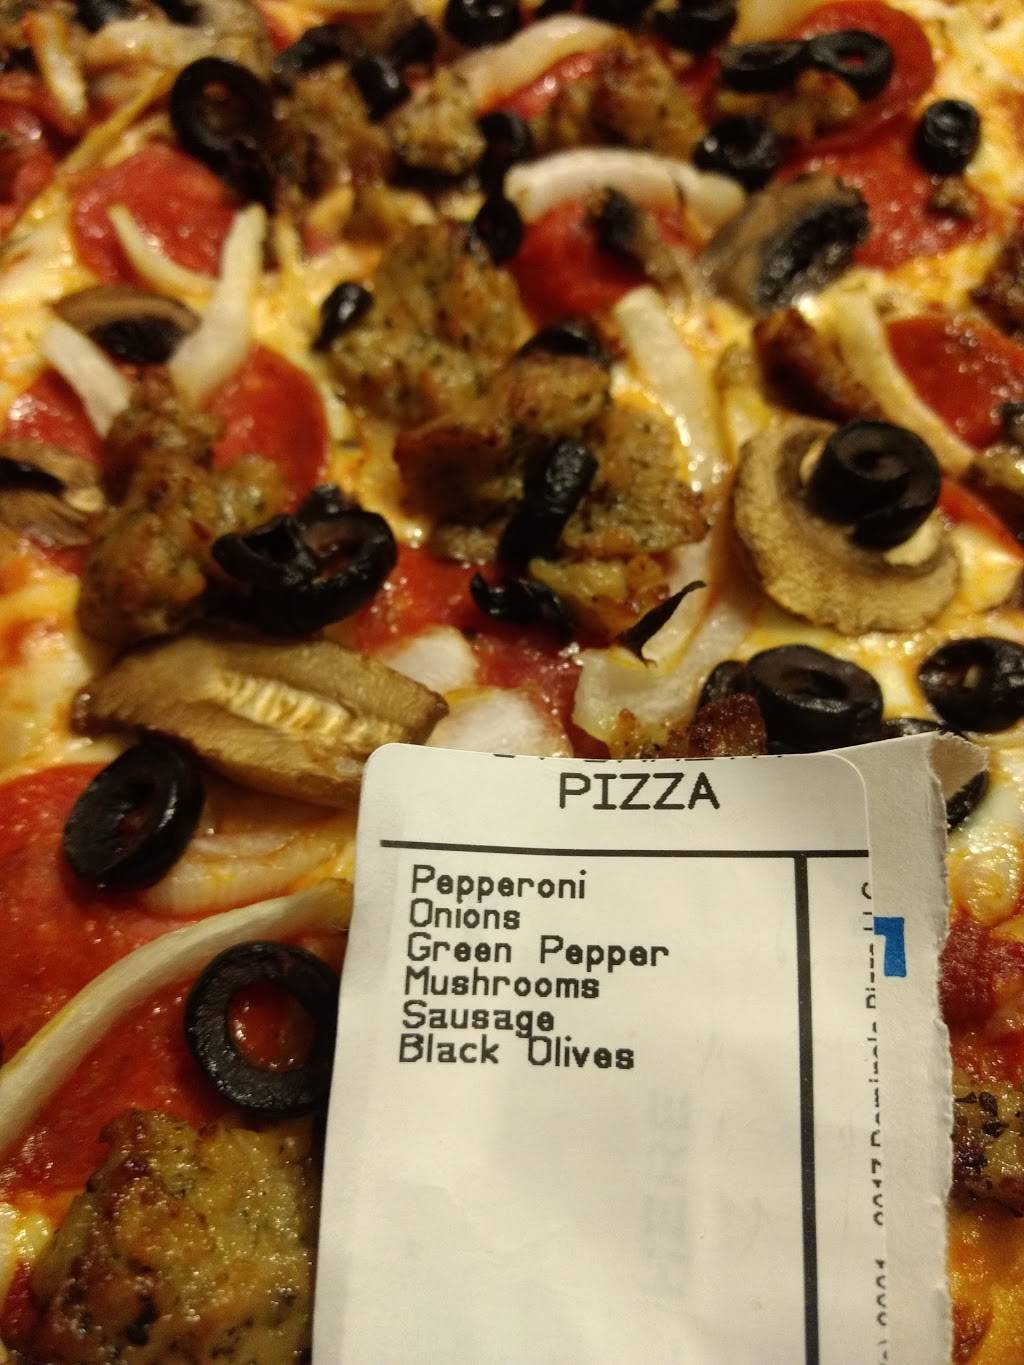 PIZZA
Pepperoni
Onions
Green Pepper
Mushrooms
Sausage
Black Olives